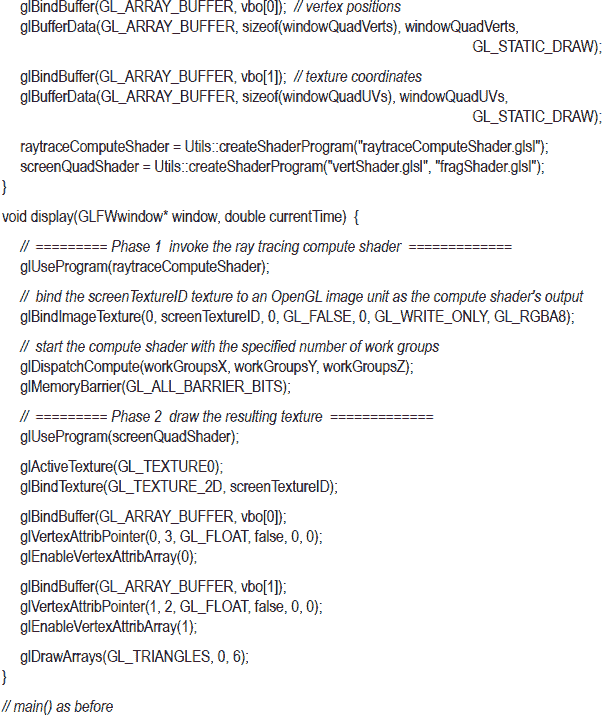 glBindBuffer(GL_ARRAY_BUFFER, vbo[0]);  // vertex positions
glBufferData(GL_ARRAY_BUFFER, sizeof(windowQuadVerts), windowQuadVerts,
GL_STATIC_DRAW);
glBindBuffer(GL_ARRAY_BUFFER, vbo[1]);  // texture coordinates
glBufferData(GL_ARRAY_BUFFER, sizeof(windowQuadUVs), windowQuadUVs,
GL_STATIC_DRAW);
raytraceComputeShader = Utils::createShaderProgram("raytraceComputeShader.glsl");
screenQuadShader = Utils::createShaderProgram("vertShader.glsl", "fragShader.glsl");
}
void display(GLFWwindow* window, double currentTime)  {
//  ========= Phase 1  invoke the ray tracing compute shader  =============
glUseProgram(raytraceComputeShader);
//  bind the screenTextureID texture to an OpenGL image unit as the compute shader's output
glBindImageTexture(0, screenTextureID, 0, GL_FALSE, 0, GL_WRITE_ONLY, GL_RGBA8);
//  start the compute shader with the specified number of work groups
glDispatchCompute(workGroupsX, workGroupsY, workGroupsZ);
glMemoryBarrier(GL_ALL_BARRIER_BITS);
//  ========= Phase 2  draw the resulting texture  =============
glUseProgram(screenQuadShader);
glActiveTexture(GL_TEXTURE0);
glBindTexture(GL_TEXTURE_2D, screenTextureID);
glBindBuffer(GL_ARRAY_BUFFER, vbo[0]);
glVertexAttribPointer(0, 3, GL_FLOAT, false, 0, 0);
glEnableVertexAttribArray(0);
glBindBuffer(GL_ARRAY_BUFFER, vbo[1]);
glVertexAttribPointer(1, 2, GL_FLOAT, false, 0, 0);
glEnableVertexAttribArray(1);
glDrawArrays(GL_TRIANGLES, 0, 6);
}
// main() as before